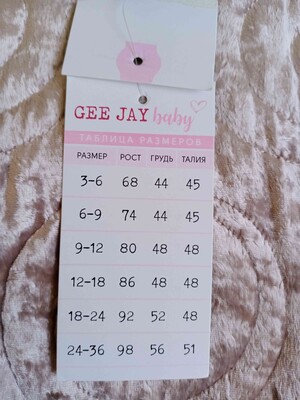 GEE JAY baby
ТАБЛИЦА РАЗМЕРОВ
РАЗМЕР РОСТ ГРУДЬ ТАЛИЯ
3-6 68 44 45
6-9 74 44 45
9-12 80 48 48
12-18 86 48 48
18-24 92 52 48
24-36 98 56 51